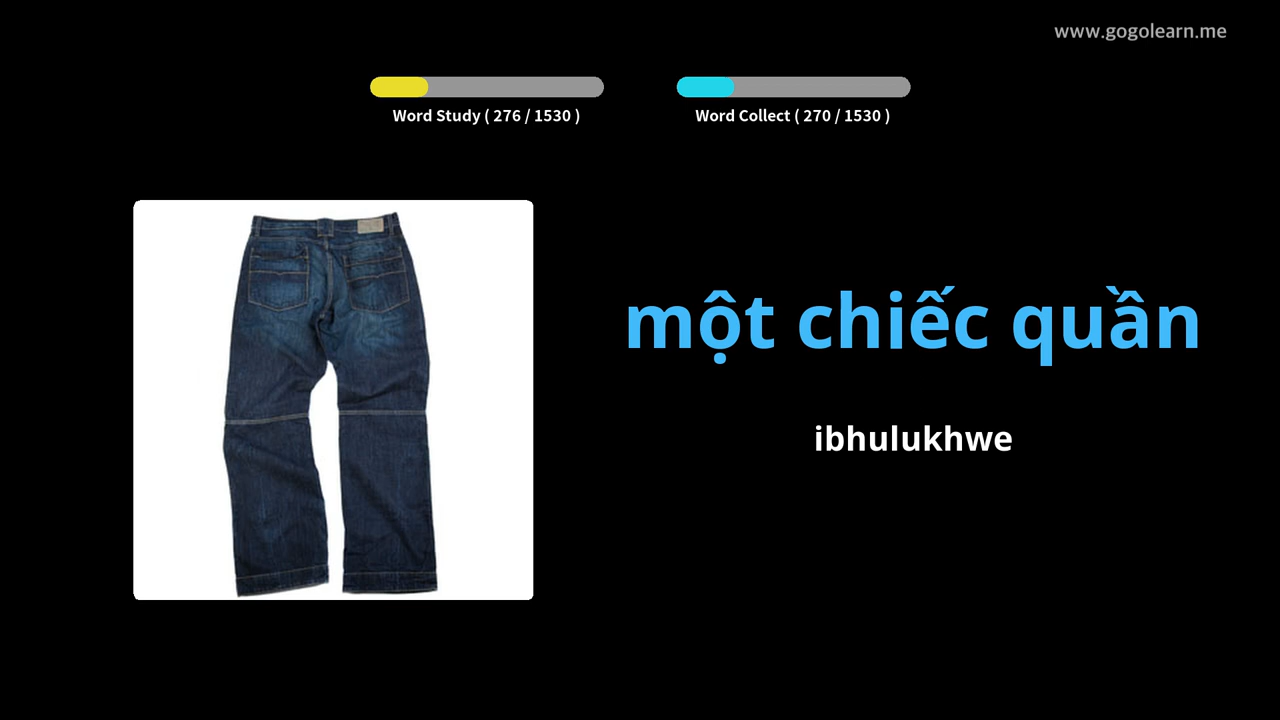 www.gogolearn.me
Word Study ( 276 / 1530 )
Word Collect ( 270 / 1530 )
một chiếc quần
ibhulukhwe